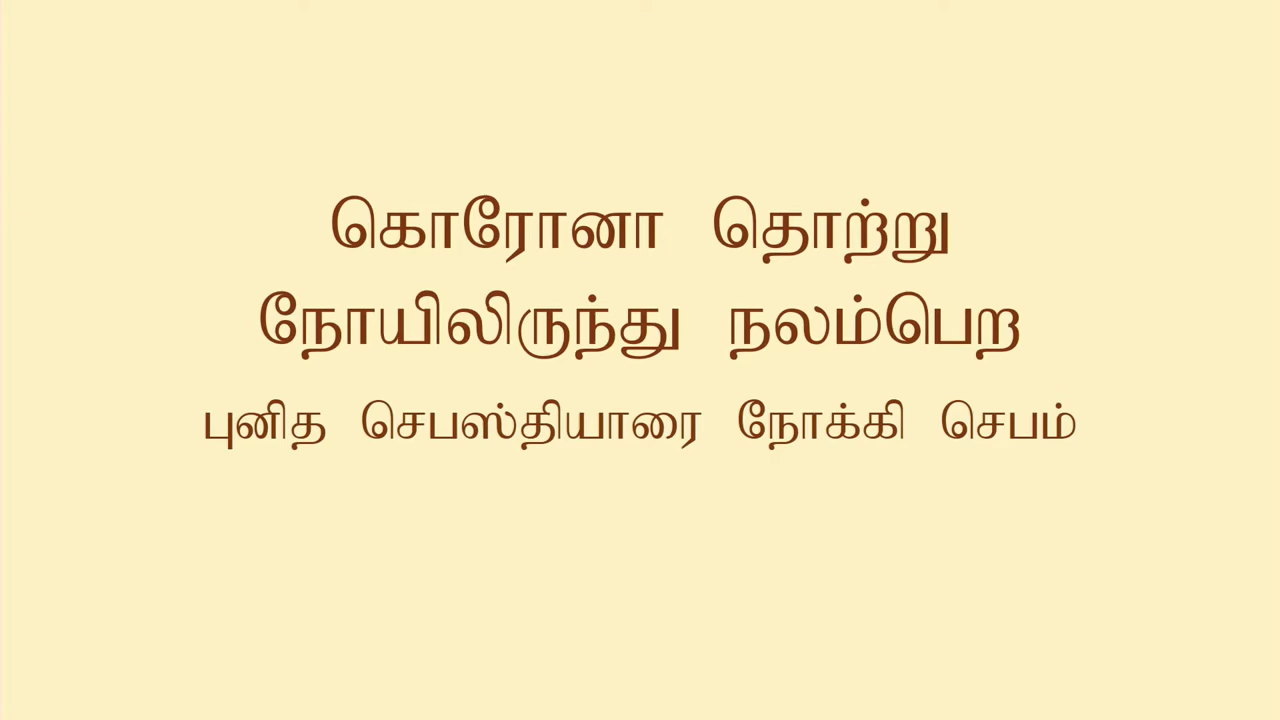 கொரோனா தொற்று
நோயிலிருந்து நலம்பெற
புனித செபஸ்தியாரை நோக்கி செபம்